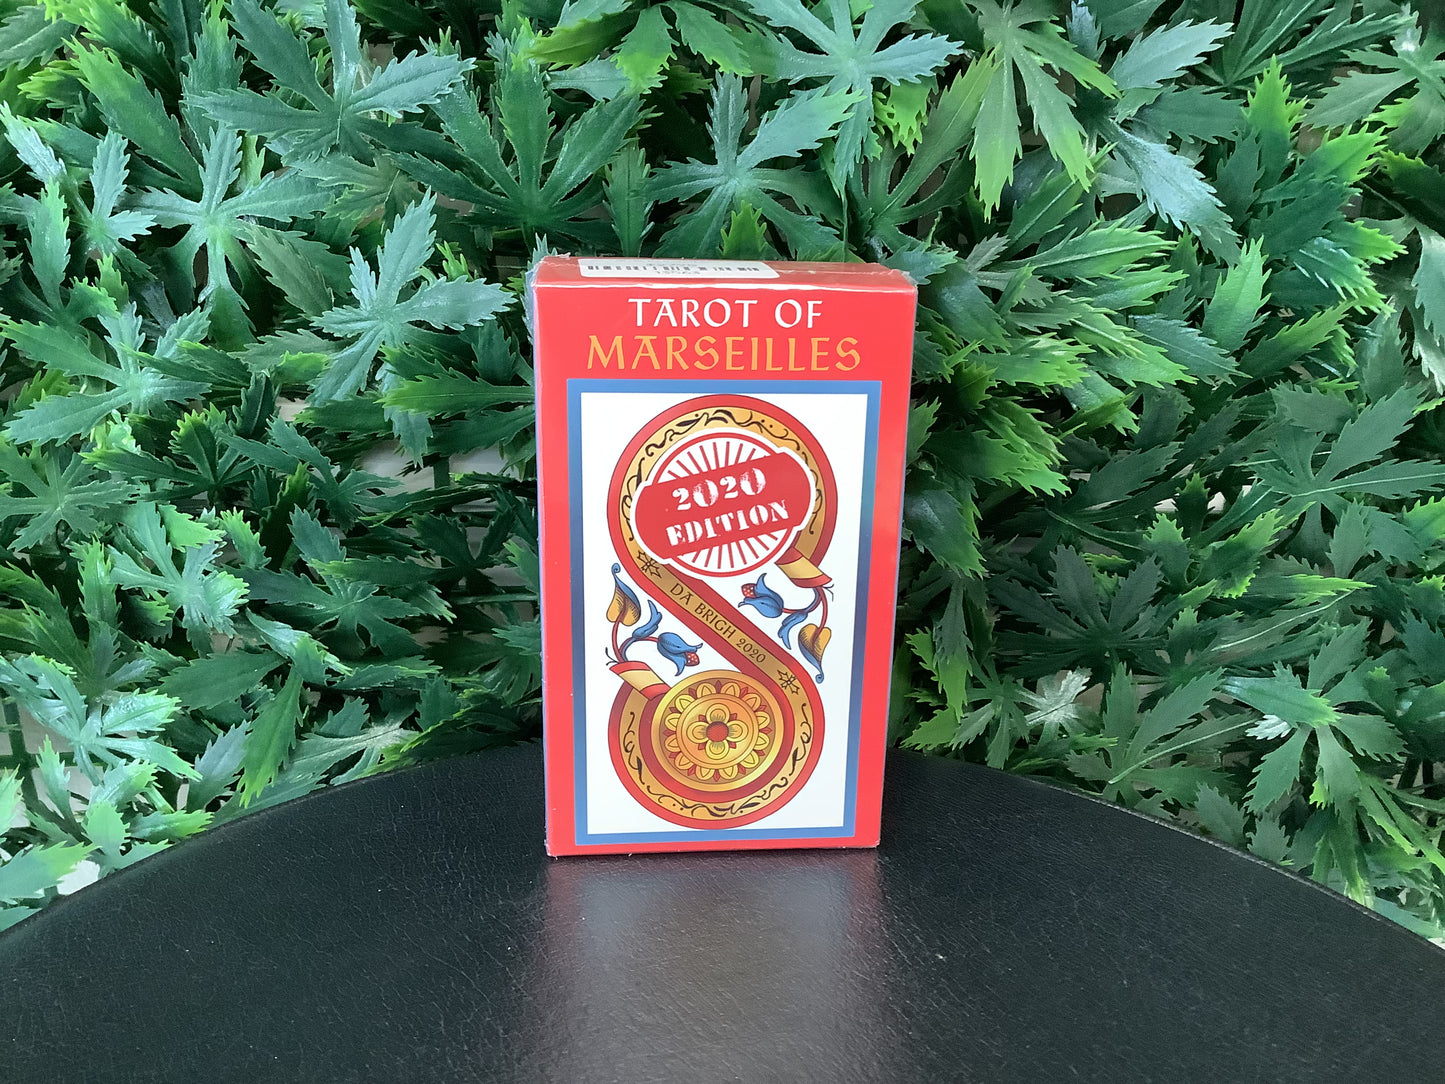 TAROT OF
MARSEILLES
2020
EDITION
DA BRIGH 2020